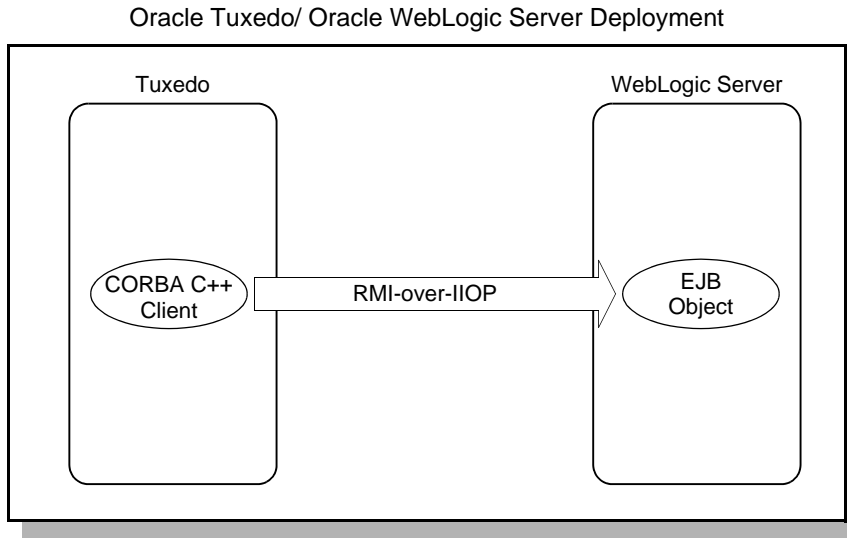 Oracle Tuxedo/ Oracle WebLogic Server Deployment
Tuxedo
WebLogic Server
CORBA C++
Client
RMI-over-IIOP
EJB
Object